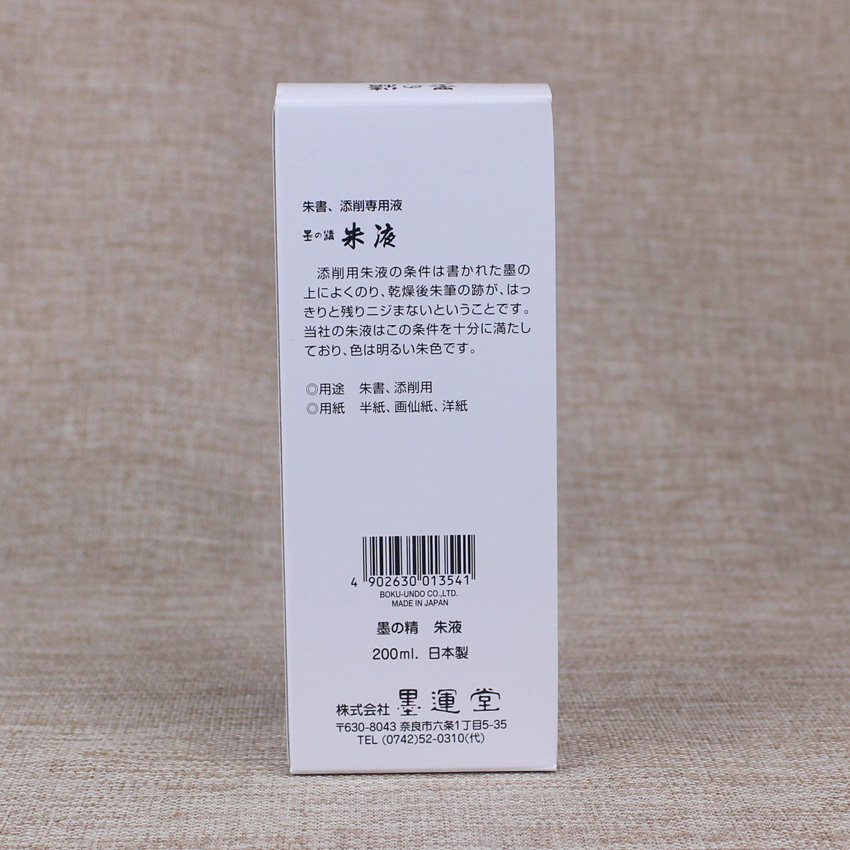 墨の精
朱書、添削専用液
墨の精 朱液
添削用朱液の条件は書かれた墨の
上によくのり、乾燥後朱筆の跡が、はっ
きりと残りニジまないということです。
当社の朱液はこの条件を十分に満たし
ており、色は明るい朱色です。
◎用途 朱書、添削用
◎用紙 半紙、画仙紙、洋紙
4 902630 013541
BOKU-UNDO CO.,LTD.
MADE IN JAPAN
墨の精 朱液
200ml. 日本製
株式会社 墨運堂
〒630-8043 奈良市六条1丁目5-35
TEL (0742)52-0310(代)